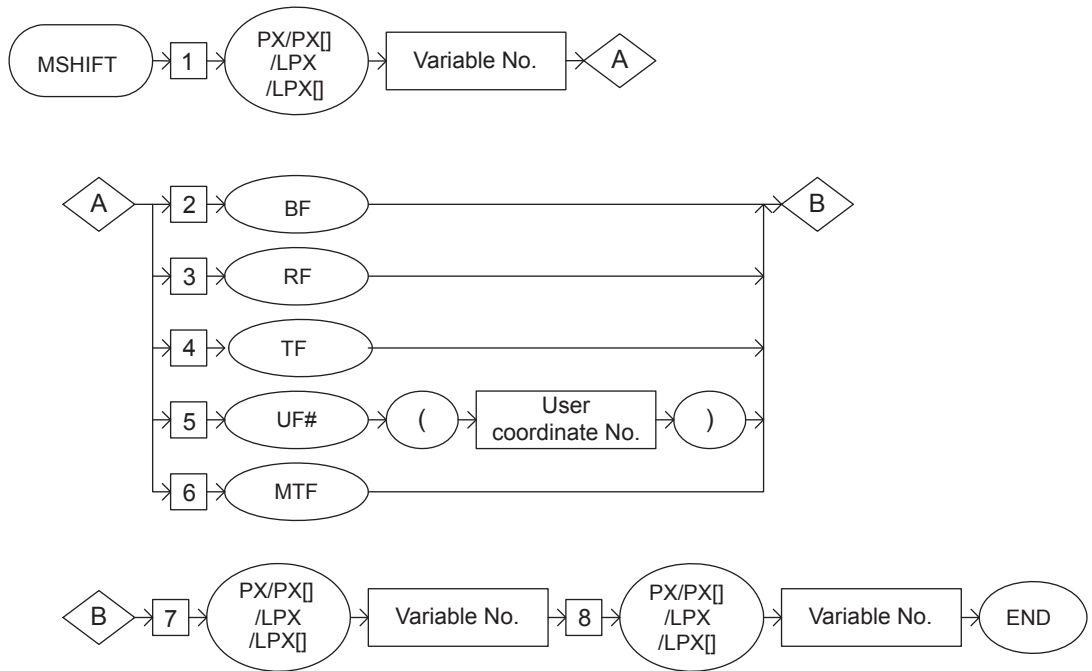 MSHIFT
1
PX/PX[]
/LPX
/LPX[]
Variable No.
A
A
2
BF
B
3
RF
4
TF
5
UF#
(
User
coordinate No.
)
6
MTF
B
7
PX/PX[]
/LPX
/LPX[]
Variable No.
8
PX/PX[]
/LPX
/LPX[]
Variable No.
END